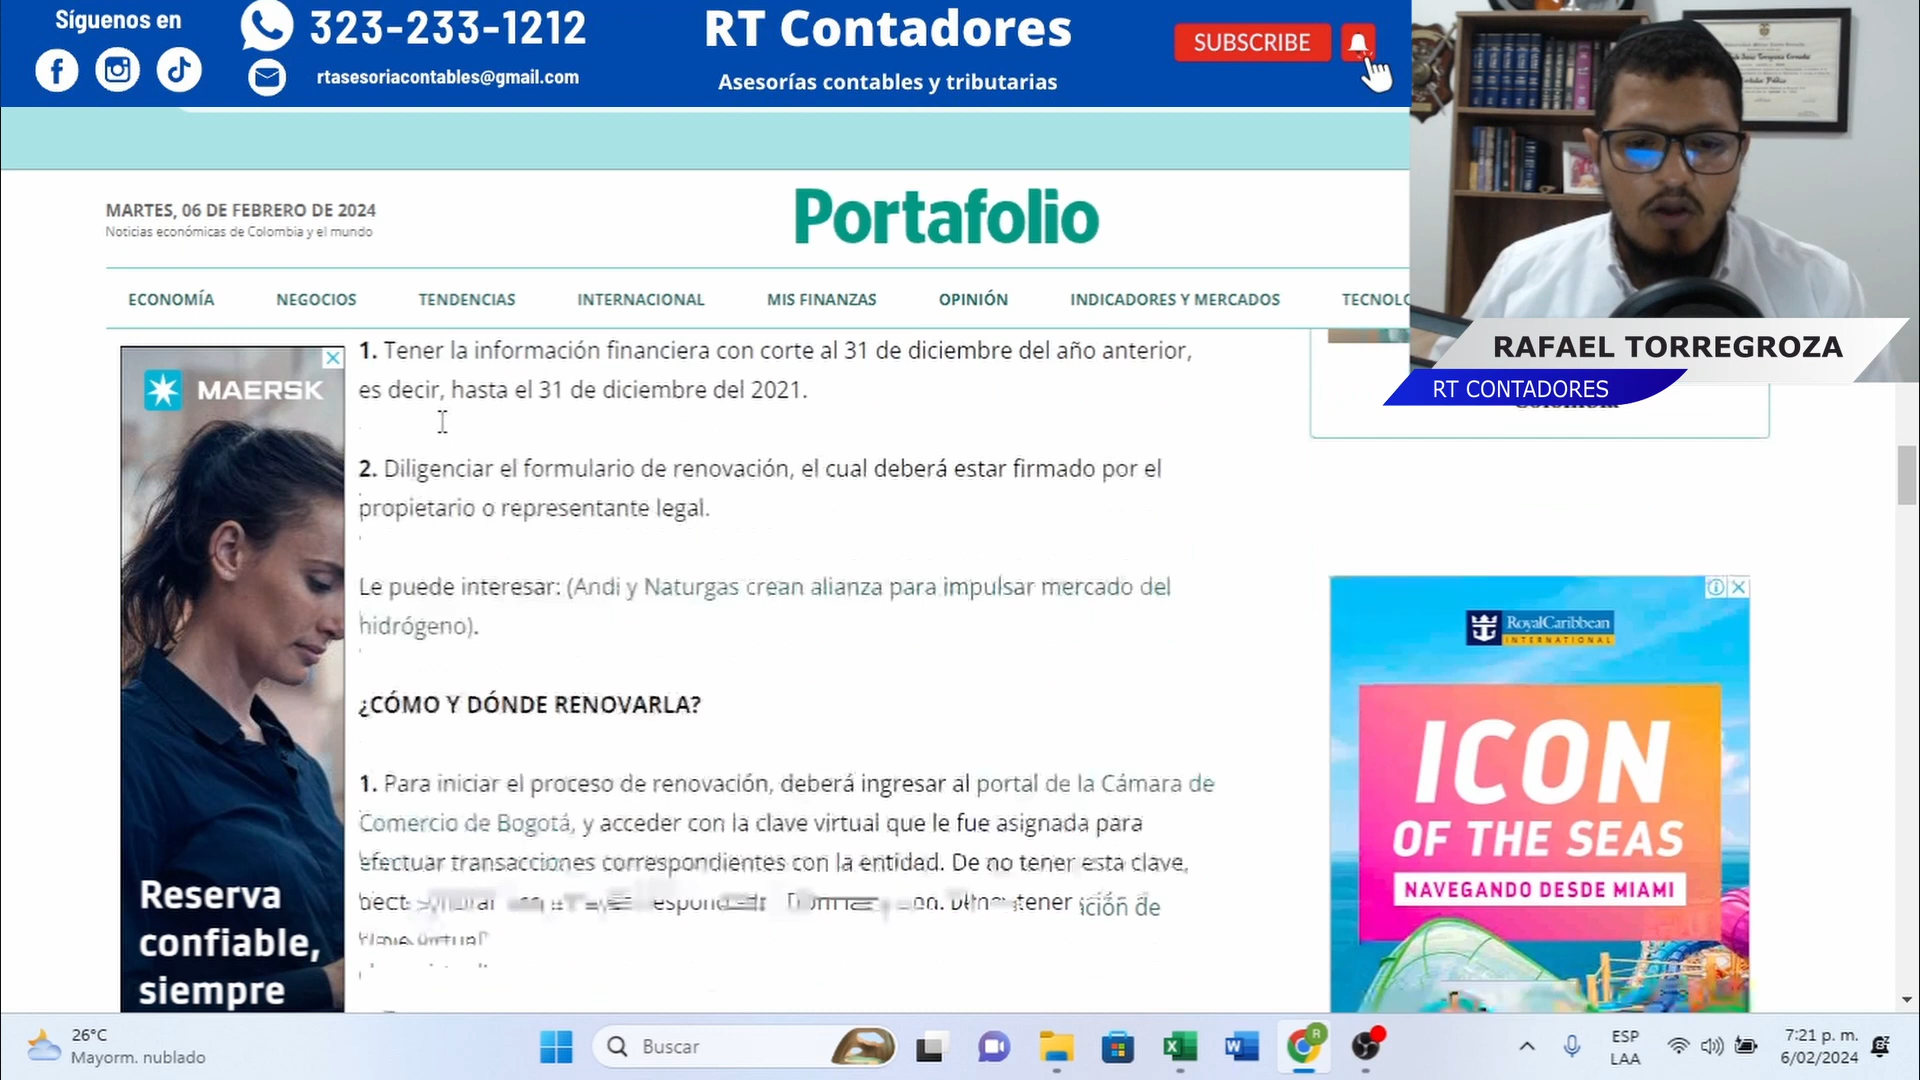 Síguenos en
323-233-1212
rtasesoriacontables@gmail.com
RT Contadores
Asesorías contables y tributarias
SUBSCRIBE
MARTES, 06 DE FEBRERO DE 2024
Noticias económicas de Colombia y el mundo
Portafolio
ECONOMÍA NEGOCIOS TENDENCIAS INTERNACIONAL MIS FINANZAS OPINIÓN INDICADORES Y MERCADOS TECNOLO
RAFAEL TORREGROZA
RT CONTADORES
MAERSK
Reserva
confiable,
siempre
1. Tener la información financiera con corte al 31 de diciembre del año anterior,
es decir, hasta el 31 de diciembre del 2021.
2. Diligenciar el formulario de renovación, el cual deberá estar firmado por el
propietario o representante legal.
Le puede interesar: (Andi y Naturgas crean alianza para impulsar mercado del
hidrógeno).
¿CÓMO Y DÓNDE RENOVARLA?
1. Para iniciar el proceso de renovación, deberá ingresar al portal de la Cámara de
Comercio de Bogotá, y acceder con la clave virtual que le fue asignada para
efectuar transacciones correspondientes con la entidad. De no tener esta clave,
tener ación de
RoyalCaribbean
INTERNATIONAL
ICON
OF THE SEAS
NAVEGANDO DESDE MIAMI
26°C
Mayorm. nublado
Buscar
ESP
LAA
7:21 p. m.
6/02/2024